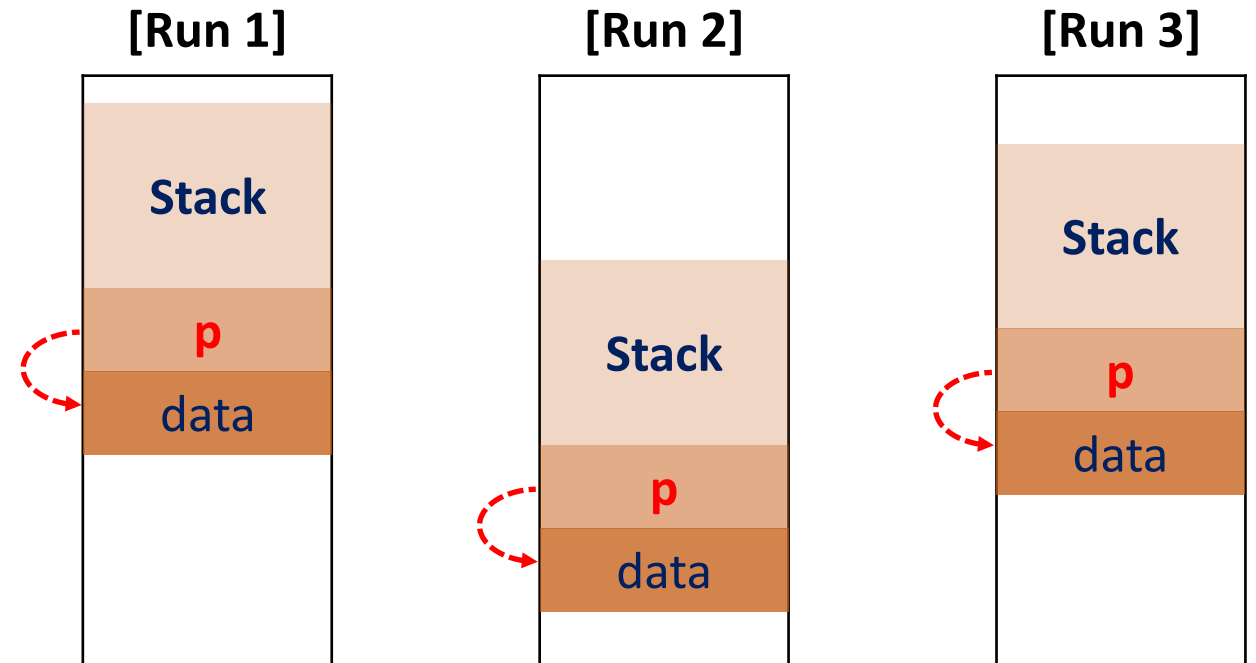 [Run 1]
Stack
p
data
[Run 2]
Stack
p
data
[Run 3]
Stack
p
data